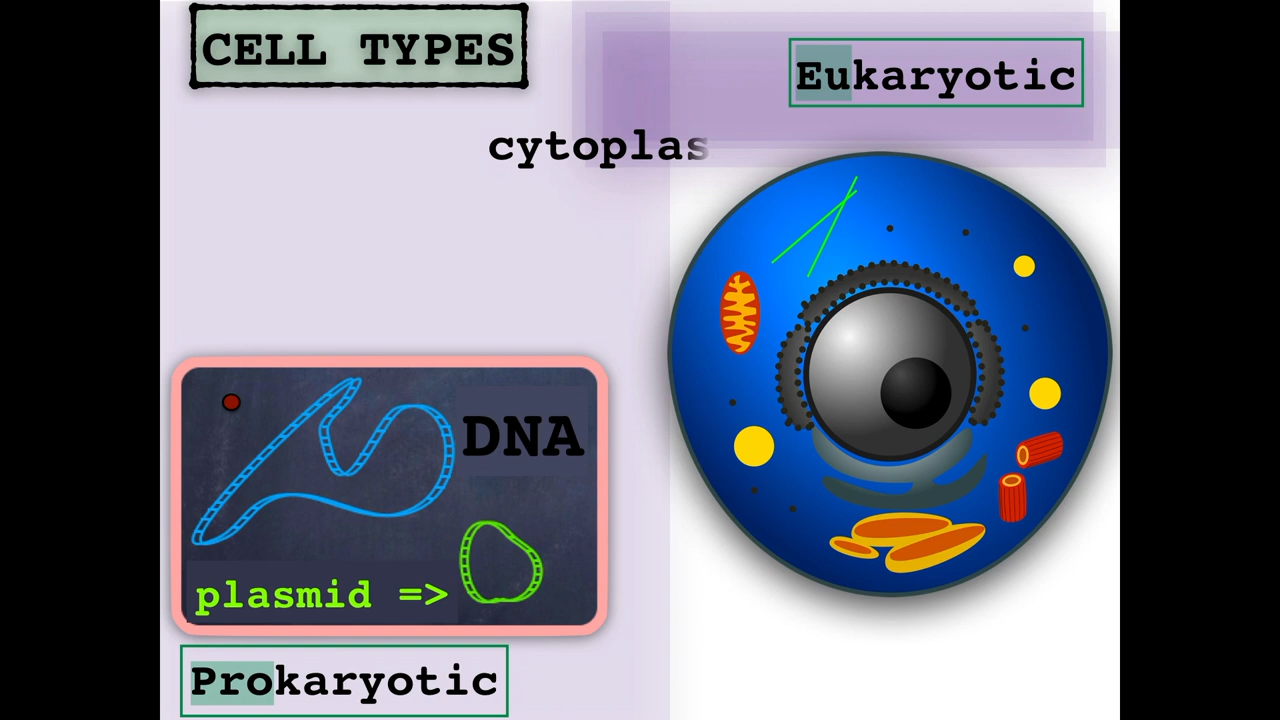 CELL TYPES
Eukaryotic
cytoplas
DNA
plasmid =>
Prokaryotic